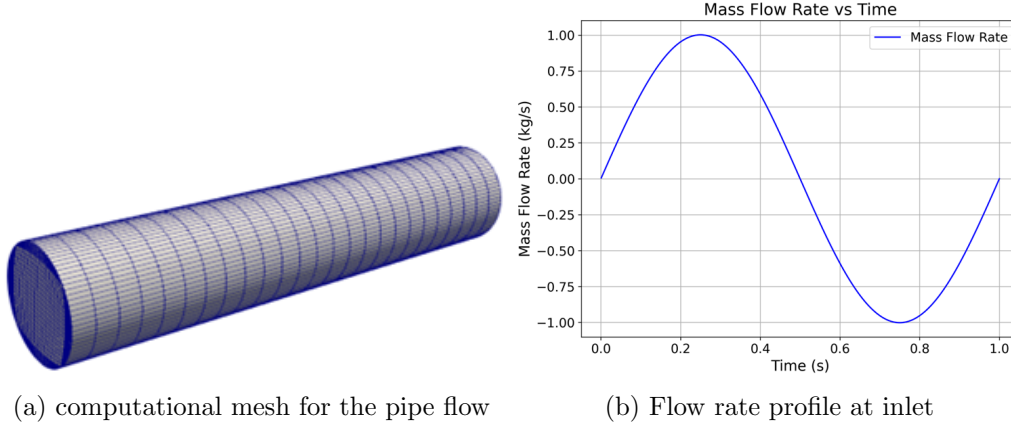 Mass Flow Rate vs Time
Mass Flow Rate
1.00
0.75
0.50
0.25
0.00
−0.25
−0.50
−0.75
−1.00
Mass Flow Rate (kg/s)
0.0 0.2 0.4 0.6 0.8 1.0
Time (s)
(a) computational mesh for the pipe flow
(b) Flow rate profile at inlet